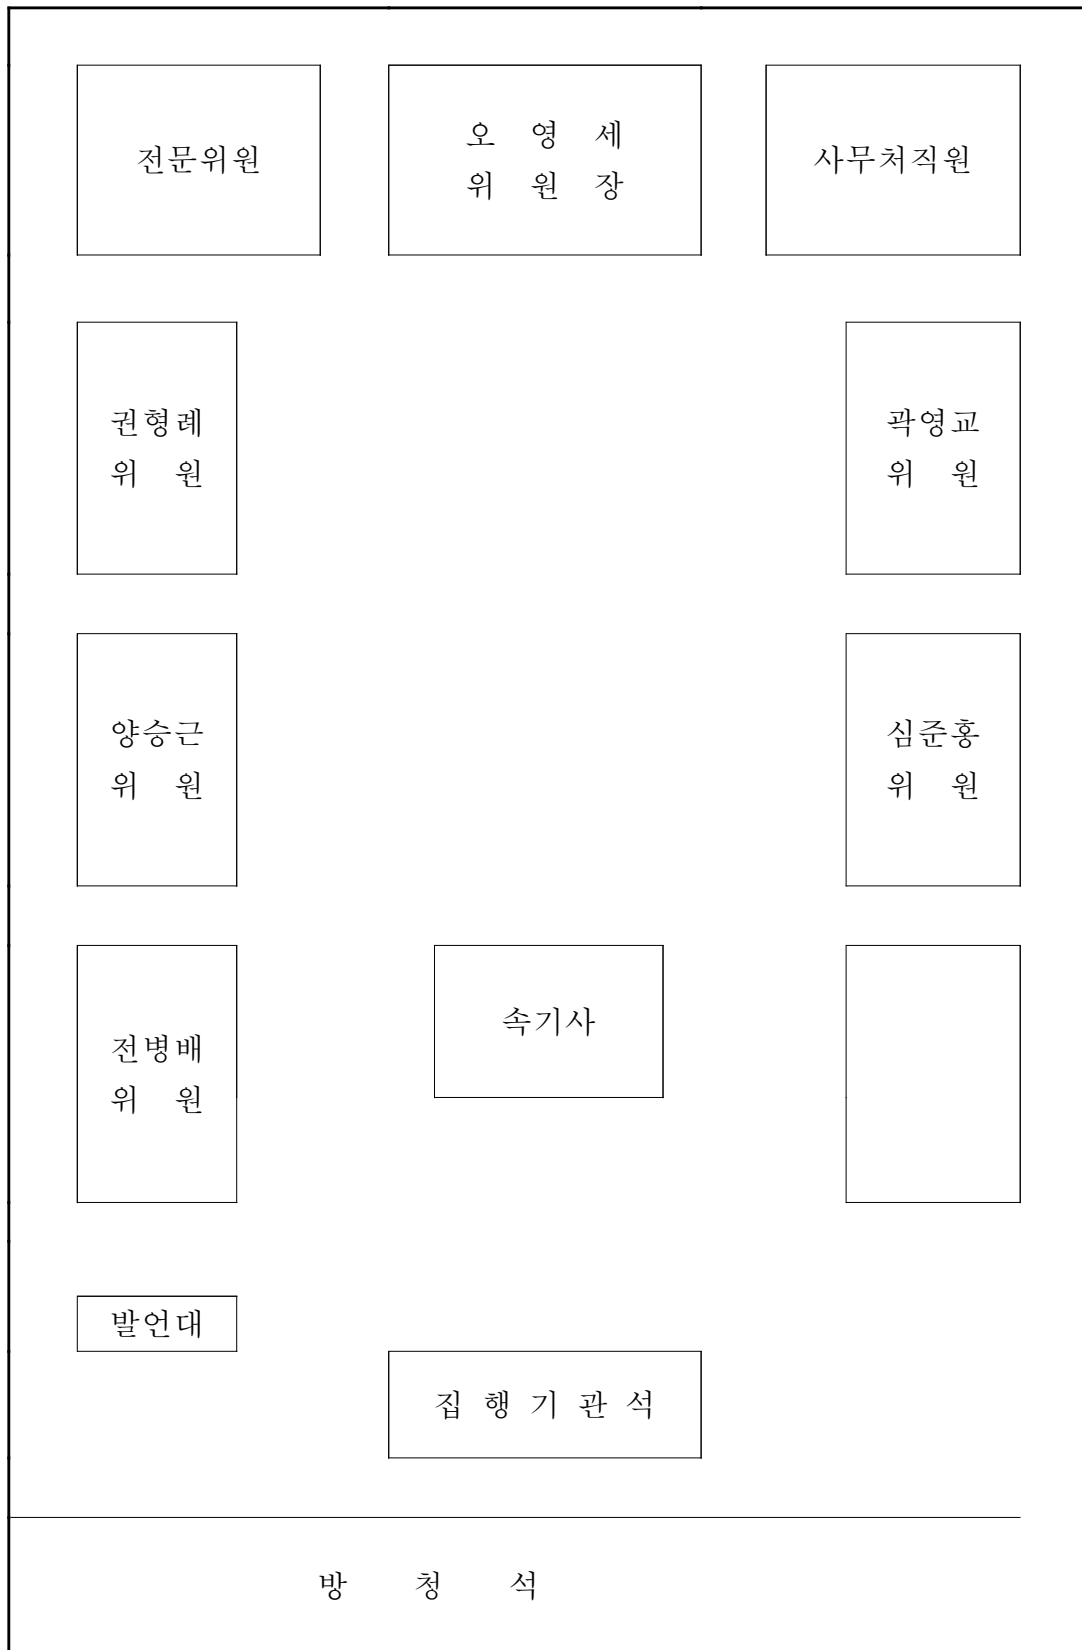 전문위원
오 영 세
위 원 장
사무처직원
권형례
위 원
곽영교
위 원
양승근
위 원
심준홍
위 원
전병배
위 원
속기사
발언대
집 행 기 관 석
방 청 석